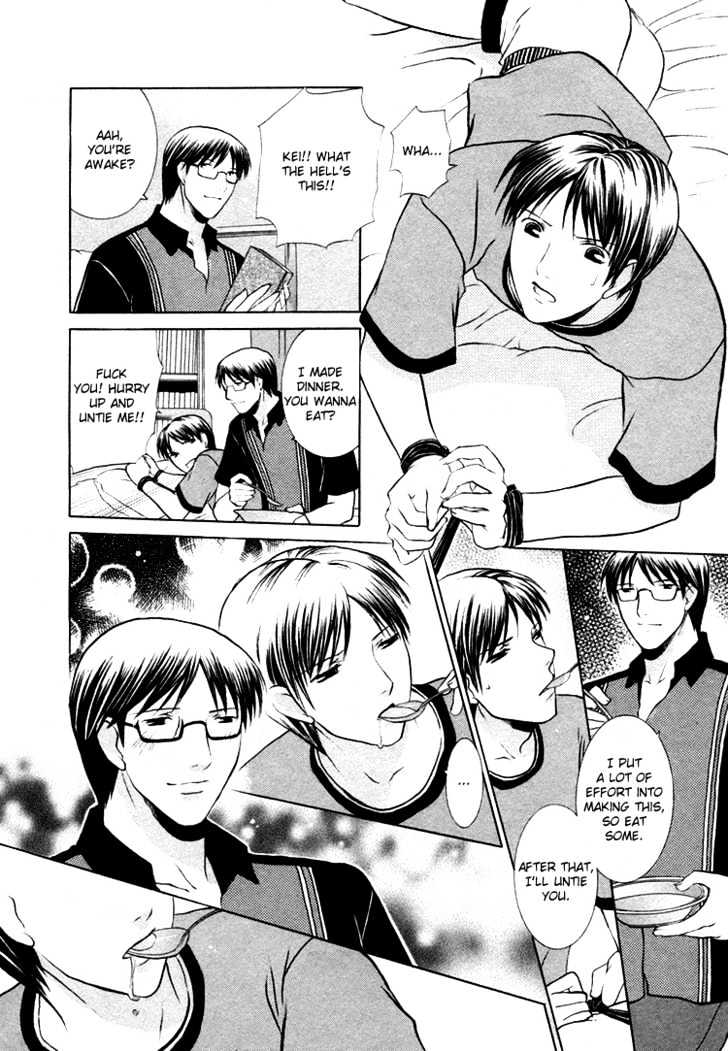 WHA...
KEI!! WHAT
THE HELL'S
THIS!!
AAH,
YOU'RE
AWAKE?
I MADE
DINNER.
YOU WANNA
EAT?
FUCK
YOU! HURRY
UP AND
UNTIE ME!!
I PUT
A LOT OF
EFFORT INTO
MAKING THIS,
SO EAT
SOME.
AFTER THAT,
I'LL UNTIE
YOU.
...